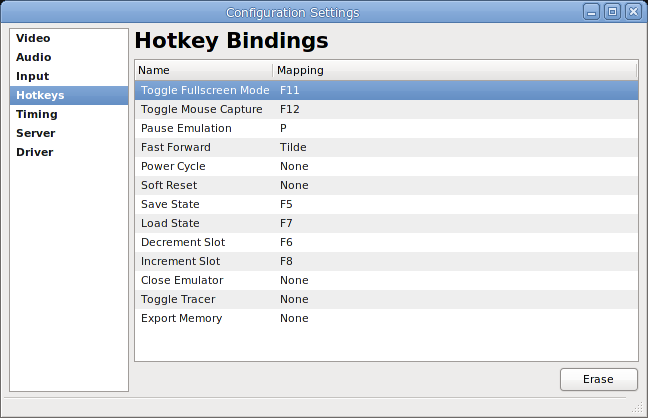 Configuration Settings
Video
Audio
Input
Hotkeys
Timing
Server
Driver
Hotkey Bindings
Name Mapping
Toggle Fullscreen Mode F11
Toggle Mouse Capture F12
Pause Emulation P
Fast Forward Tilde
Power Cycle None
Soft Reset None
Save State F5
Load State F7
Decrement Slot F6
Increment Slot F8
Close Emulator None
Toggle Tracer None
Export Memory None
Erase